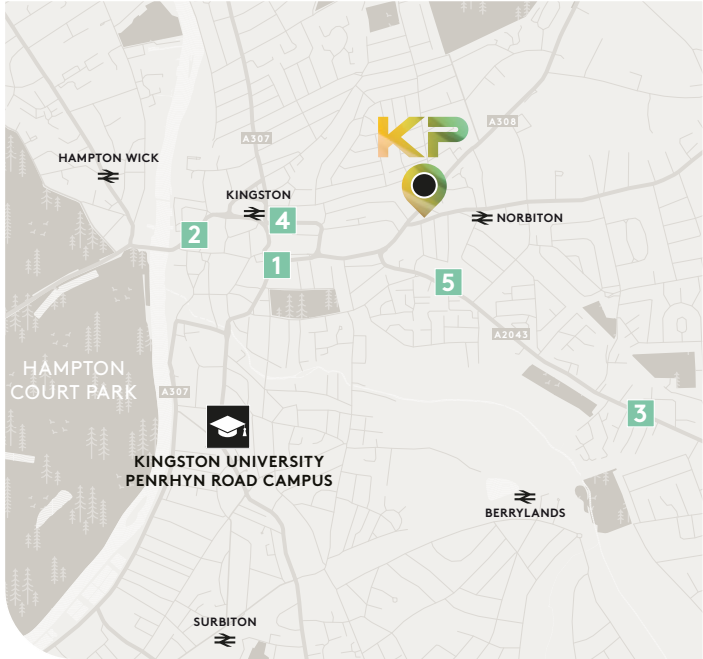 KP
A308
A307
HAMPTON WICK
KINGSTON
4
NORBITON
2
1
5
A2043
HAMPTON
COURT PARK
A307
3
KINGSTON UNIVERSITY
PENRHYN ROAD CAMPUS
BERRYLANDS
SURBITON